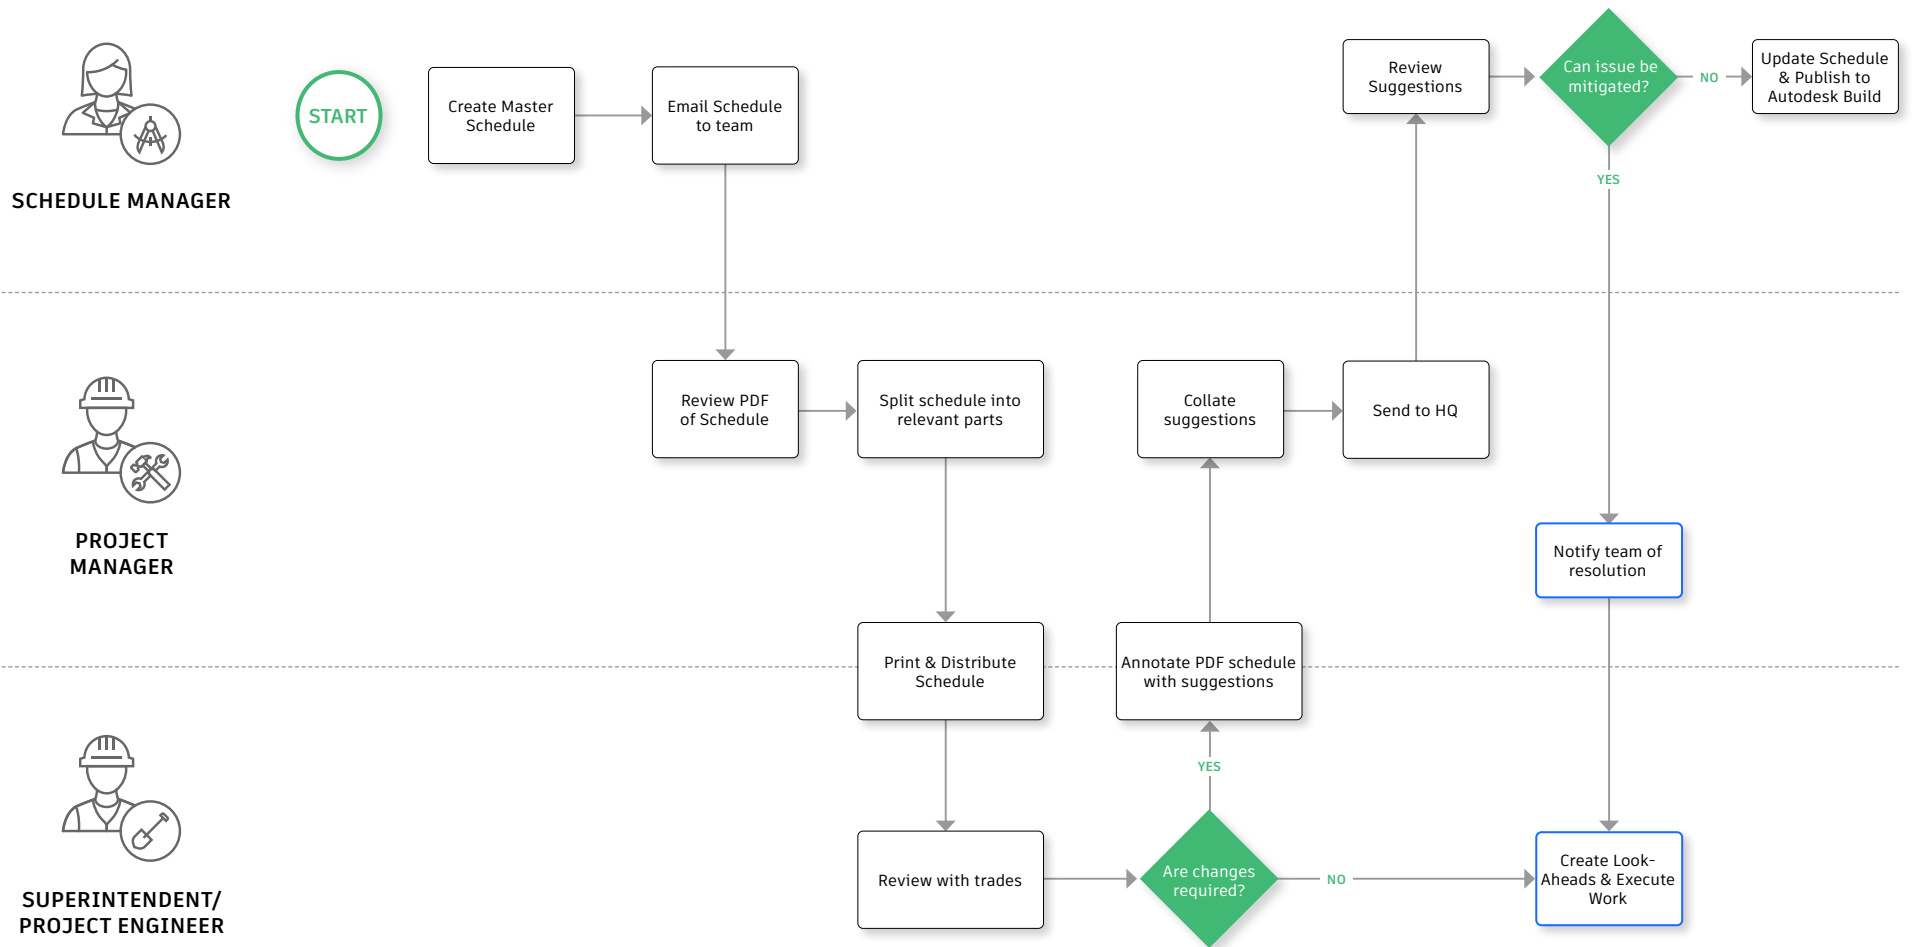 START
Create Master
Schedule
Email Schedule
to team
Review
Suggestions
Can issue be
mitigated?
NO
Update Schedule
& Publish to
Autodesk Build
YES
SCHEDULE MANAGER
Review PDF
of Schedule
Split schedule into
relevant parts
Collate
suggestions
Send to HQ
PROJECT
MANAGER
Notify team of
resolution
Print & Distribute
Schedule
Annotate PDF schedule
with suggestions
YES
Review with trades
Are changes
required?
NO
Create Look-
Aheads & Execute
Work
SUPERINTENDENT/
PROJECT ENGINEER